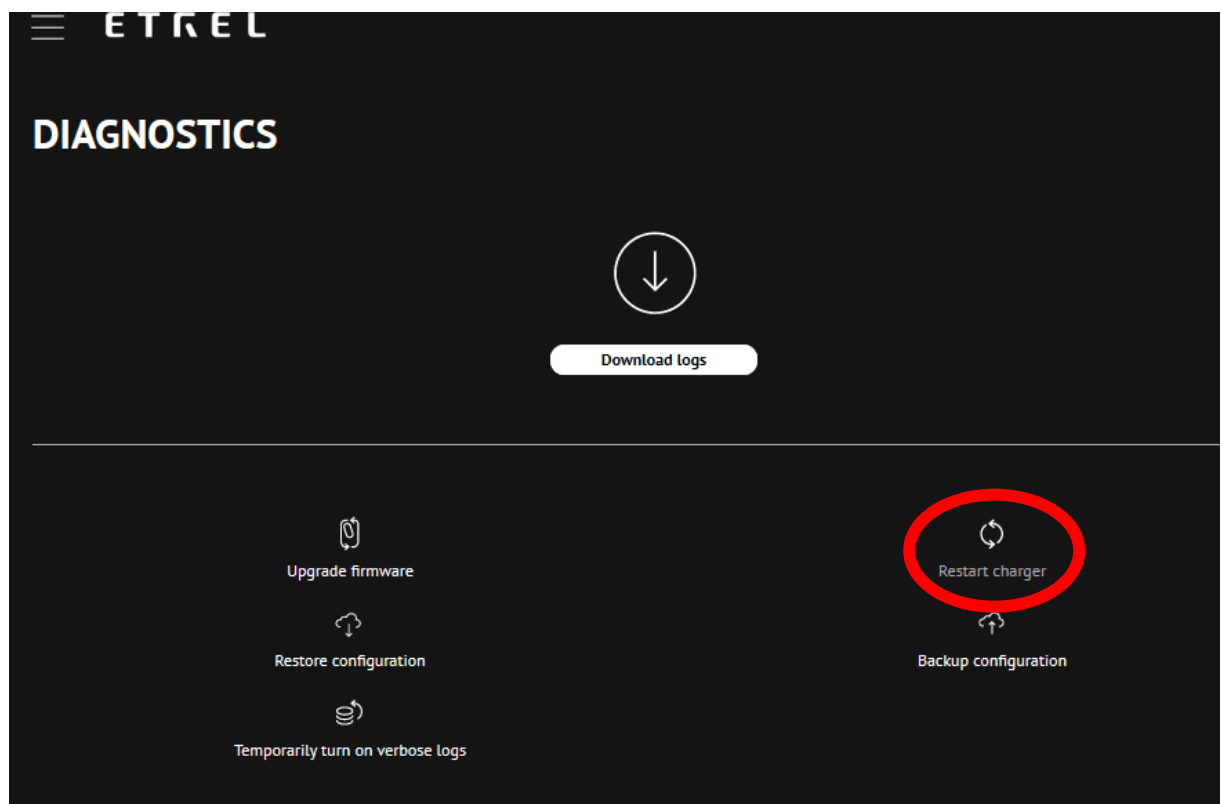 ETREL
DIAGNOSTICS
Download logs
Upgrade firmware
Restart charger
Restore configuration
Backup configuration
Temporarily turn on verbose logs